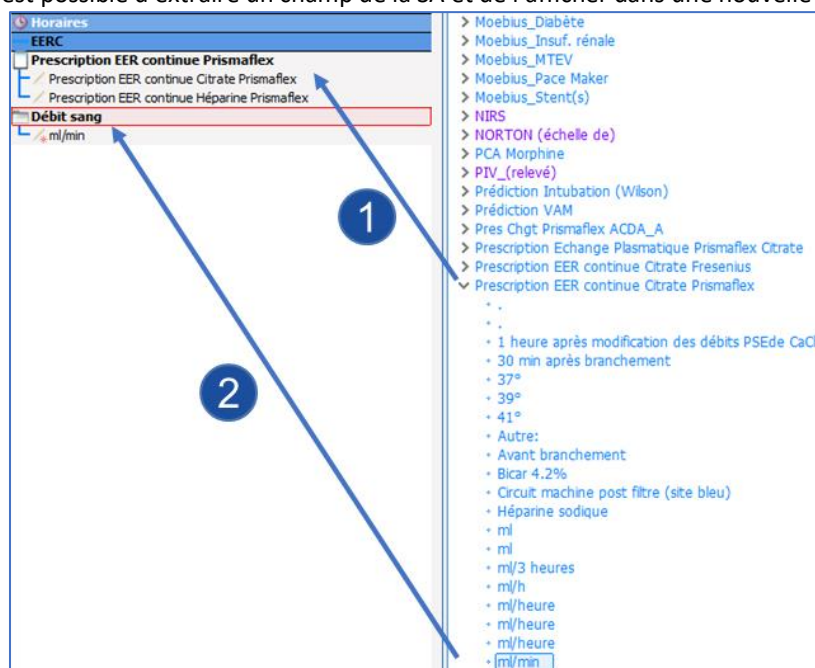 est possible d'extraire un champ de la SA et de l'afficher dans une nouvelle
Horaires
EERC
Prescription EER continue Prismaflex
Prescription EER continue Citrate Prismaflex
Prescription EER continue Héparine Prismaflex
Débit sang
ml/min
1
2
Moebius_Diabète
Moebius_Insuf. rénale
Moebius_MTEV
Moebius_Pace Maker
Moebius_Stent(s)
NIRS
NORTON (échelle de)
PCA Morphine
PIV_(relevé)
Prédiction Intubation (Wilson)
Prédiction VAM
Pres Chgt Prismaflex ACDA_A
Prescription Echange Plasmatique Prismaflex Citrate
Prescription EER continue Citrate Fresenius
Prescription EER continue Citrate Prismaflex
.
.
1 heure après modification des débits PSEde CaCl
30 min après branchement
37°
39°
41°
Autre:
Avant branchement
Bicar 4.2%
Circuit machine post filtre (site bleu)
Héparine sodique
ml
ml
ml/3 heures
ml/h
ml/heure
ml/heure
ml/heure
ml/min